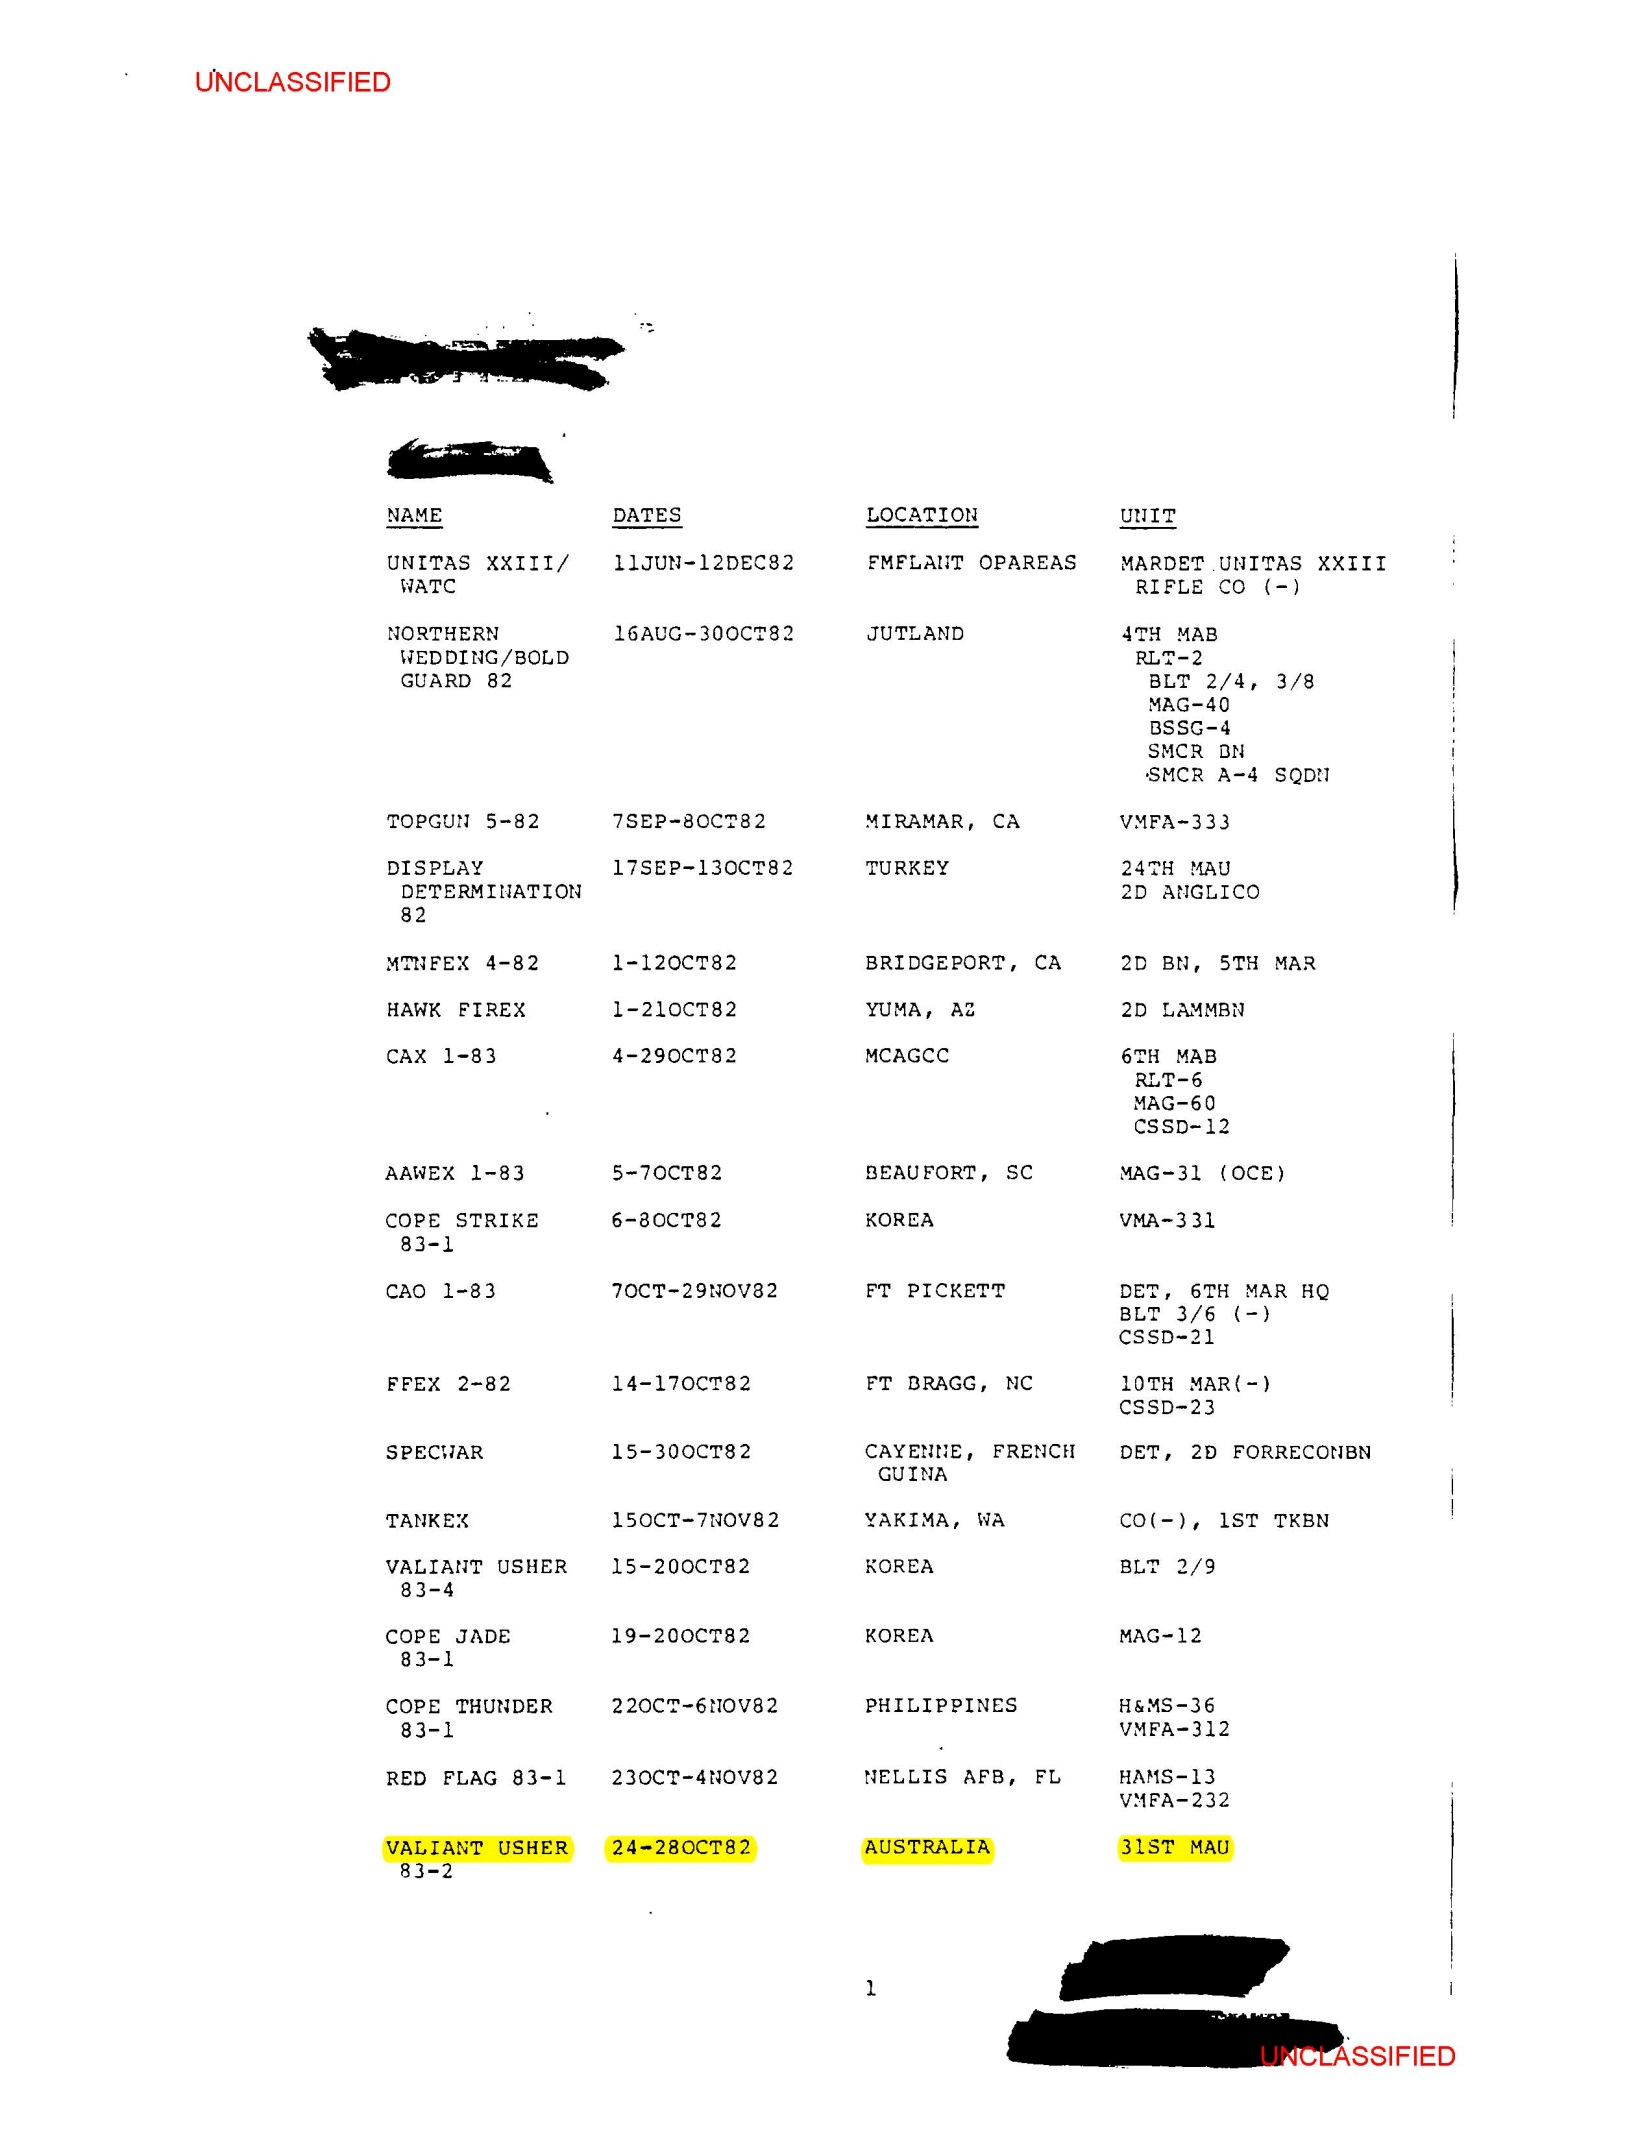 UNCLASSIFIED
NAME DATES LOCATION UNIT
UNITAS XXIII/ 11JUN-12DEC82 FMFLANT OPAREAS MARDET UNITAS XXIII
WATC RIFLE CO (-)
NORTHERN 16AUG-30OCT82 JUTLAND 4TH MAB
WEDDING/BOLD RLT-2
GUARD 82 BLT 2/4, 3/8
MAG-40
BSSG-4
SMCR BN
SMCR A-4 SQDN
TOPGUN 5-82 7SEP-8OCT82 MIRAMAR, CA VMFA-333
DISPLAY 17SEP-13OCT82 TURKEY 24TH MAU
DETERMINATION 2D ANGLICO
82
MTNFEX 4-82 1-12OCT82 BRIDGEPORT, CA 2D BN, 5TH MAR
HAWK FIREX 1-21OCT82 YUMA, AZ 2D LAMMBN
CAX 1-83 4-29OCT82 MCAGCC 6TH MAB
RLT-6
MAG-60
CSSD-12
AAWEX 1-83 5-7OCT82 BEAUFORT, SC MAG-31 (OCE)
COPE STRIKE 6-8OCT82 KOREA VMA-331
83-1
CAO 1-83 7OCT-29NOV82 FT PICKETT DET, 6TH MAR HQ
BLT 3/6 (-)
CSSD-21
FFEX 2-82 14-17OCT82 FT BRAGG, NC 10TH MAR(-)
CSSD-23
SPECWAR 15-30OCT82 CAYENNE, FRENCH DET, 2D FORRECONBN
GUINA
TANKEX 15OCT-7NOV82 YAKIMA, WA CO(-), 1ST TKBN
VALIANT USHER 15-20OCT82 KOREA BLT 2/9
83-4
COPE JADE 19-20OCT82 KOREA MAG-12
83-1
COPE THUNDER 22OCT-6NOV82 PHILIPPINES H&MS-36
83-1 VMFA-312
RED FLAG 83-1 23OCT-4NOV82 NELLIS AFB, FL HAMS-13
VMFA-232
VALIANT USHER 24-28OCT82 AUSTRALIA 31ST MAU
83-2
1
UNCLASSIFIED